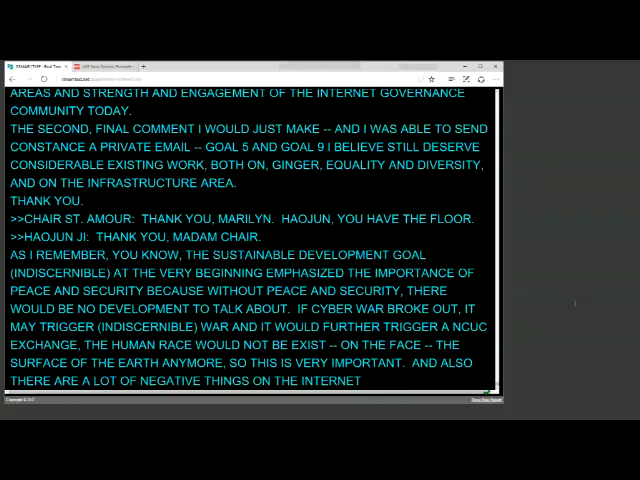 AREAS AND STRENGTH AND ENGAGEMENT OF THE INTERNET GOVERNANCE
COMMUNITY TODAY.
THE SECOND, FINAL COMMENT I WOULD JUST MAKE -- AND I WAS ABLE TO SEND
CONSTANCE A PRIVATE EMAIL -- GOAL 5 AND GOAL 9 I BELIEVE STILL DESERVE
CONSIDERABLE EXISTING WORK, BOTH ON, GINGER, EQUALITY AND DIVERSITY,
AND ON THE INFRASTRUCTURE AREA.
THANK YOU.
>>CHAIR ST. AMOUR:  THANK YOU, MARILYN.  HAOJUN, YOU HAVE THE FLOOR.
>>HAOJUN JI:  THANK YOU, MADAM CHAIR.
AS I REMEMBER, YOU KNOW, THE SUSTAINABLE DEVELOPMENT GOAL
(INDISCERNIBLE) AT THE VERY BEGINNING EMPHASIZED THE IMPORTANCE OF
PEACE AND SECURITY BECAUSE WITHOUT PEACE AND SECURITY, THERE
WOULD BE NO DEVELOPMENT TO TALK ABOUT.  IF CYBER WAR BROKE OUT, IT
MAY TRIGGER (INDISCERNIBLE) WAR AND IT WOULD FURTHER TRIGGER A NCUC
EXCHANGE, THE HUMAN RACE WOULD NOT BE EXIST -- ON THE FACE -- THE
SURFACE OF THE EARTH ANYMORE, SO THIS IS VERY IMPORTANT.  AND ALSO
THERE ARE A LOT OF NEGATIVE THINGS ON THE INTERNET